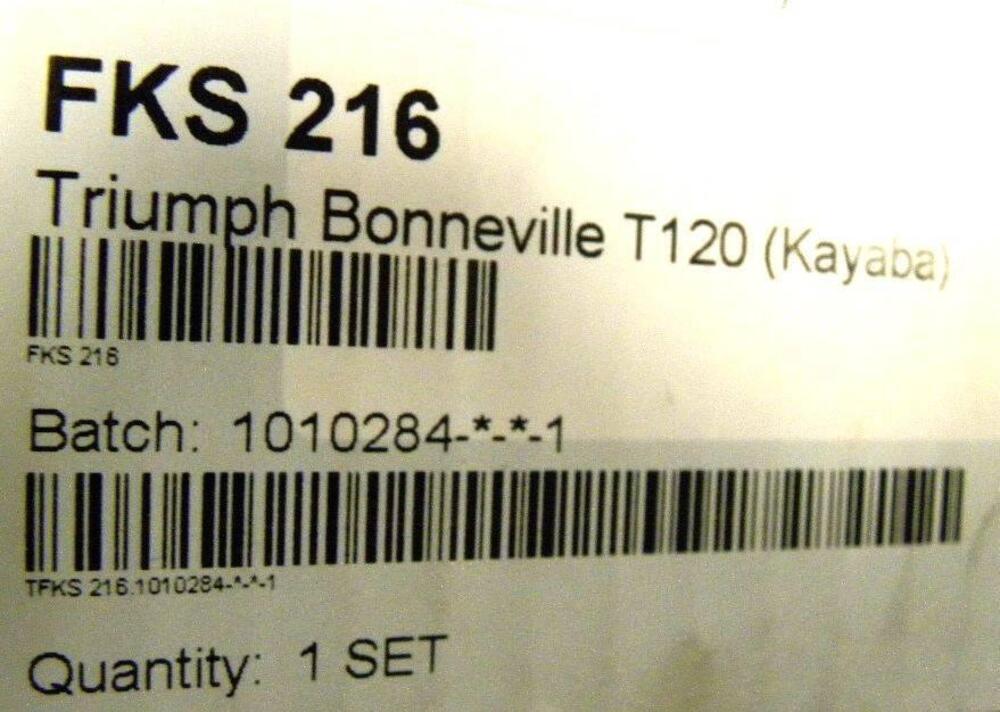 FKS 216
Triumph Bonneville T120 (Kayaba)
FKS 216
Batch: 1010284-*-*-1
TFKS 216.1010284-*-*-1
Quantity: 1 SET